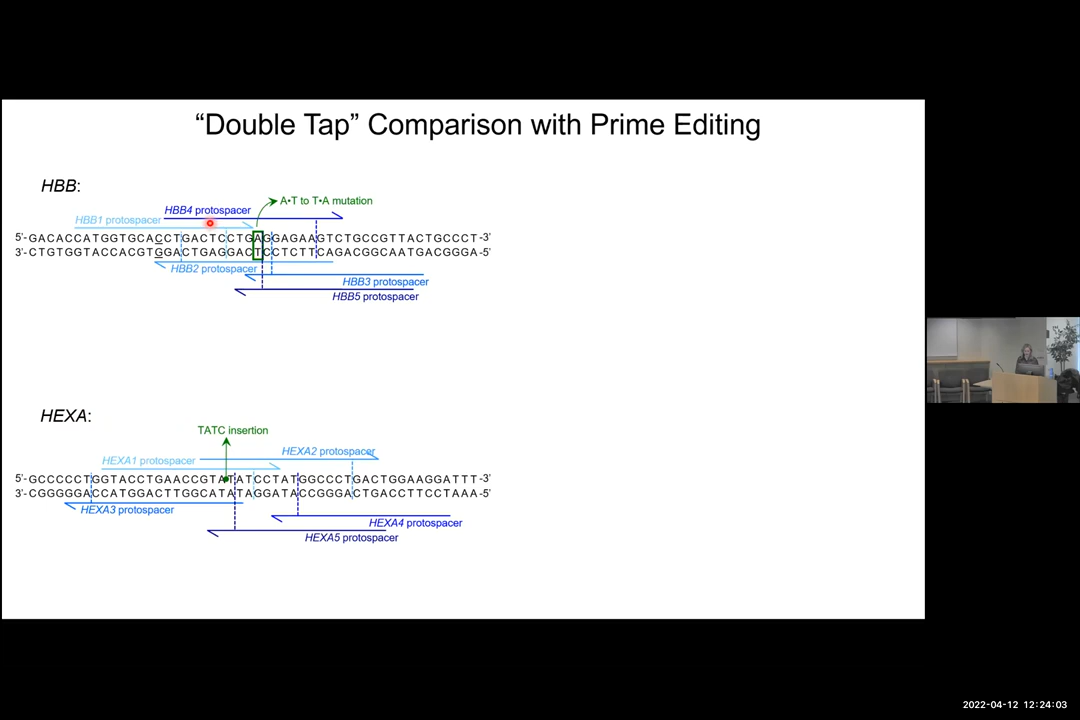 “Double Tap” Comparison with Prime Editing
HBB:
A•T to T•A mutation
HBB4 protospacer
HBB1 protospacer
5'-GACACCATGGTGCACCTGACTCCTGAGGAGAAGTCTGCCGTTACTGCCCT-3'
3'-CTGTGGTACCACGTGGACTGAGGACTCCTCTTCAGACGGCAATGACGGGA-5'
HBB2 protospacer
HBB3 protospacer
HBB5 protospacer
HEXA:
TATC insertion
HEXA2 protospacer
HEXA1 protospacer
5'-GCCCCCTGGTACCTGAACCGTATATCCTATGGCCCTGACTGGAAGGATTT-3'
3'-CGGGGGACCATGGACTTGGCATATAGGATACCGGGACTGACCTTCCTAAA-5'
HEXA3 protospacer
HEXA4 protospacer
HEXA5 protospacer
2022-04-12 12:24:03